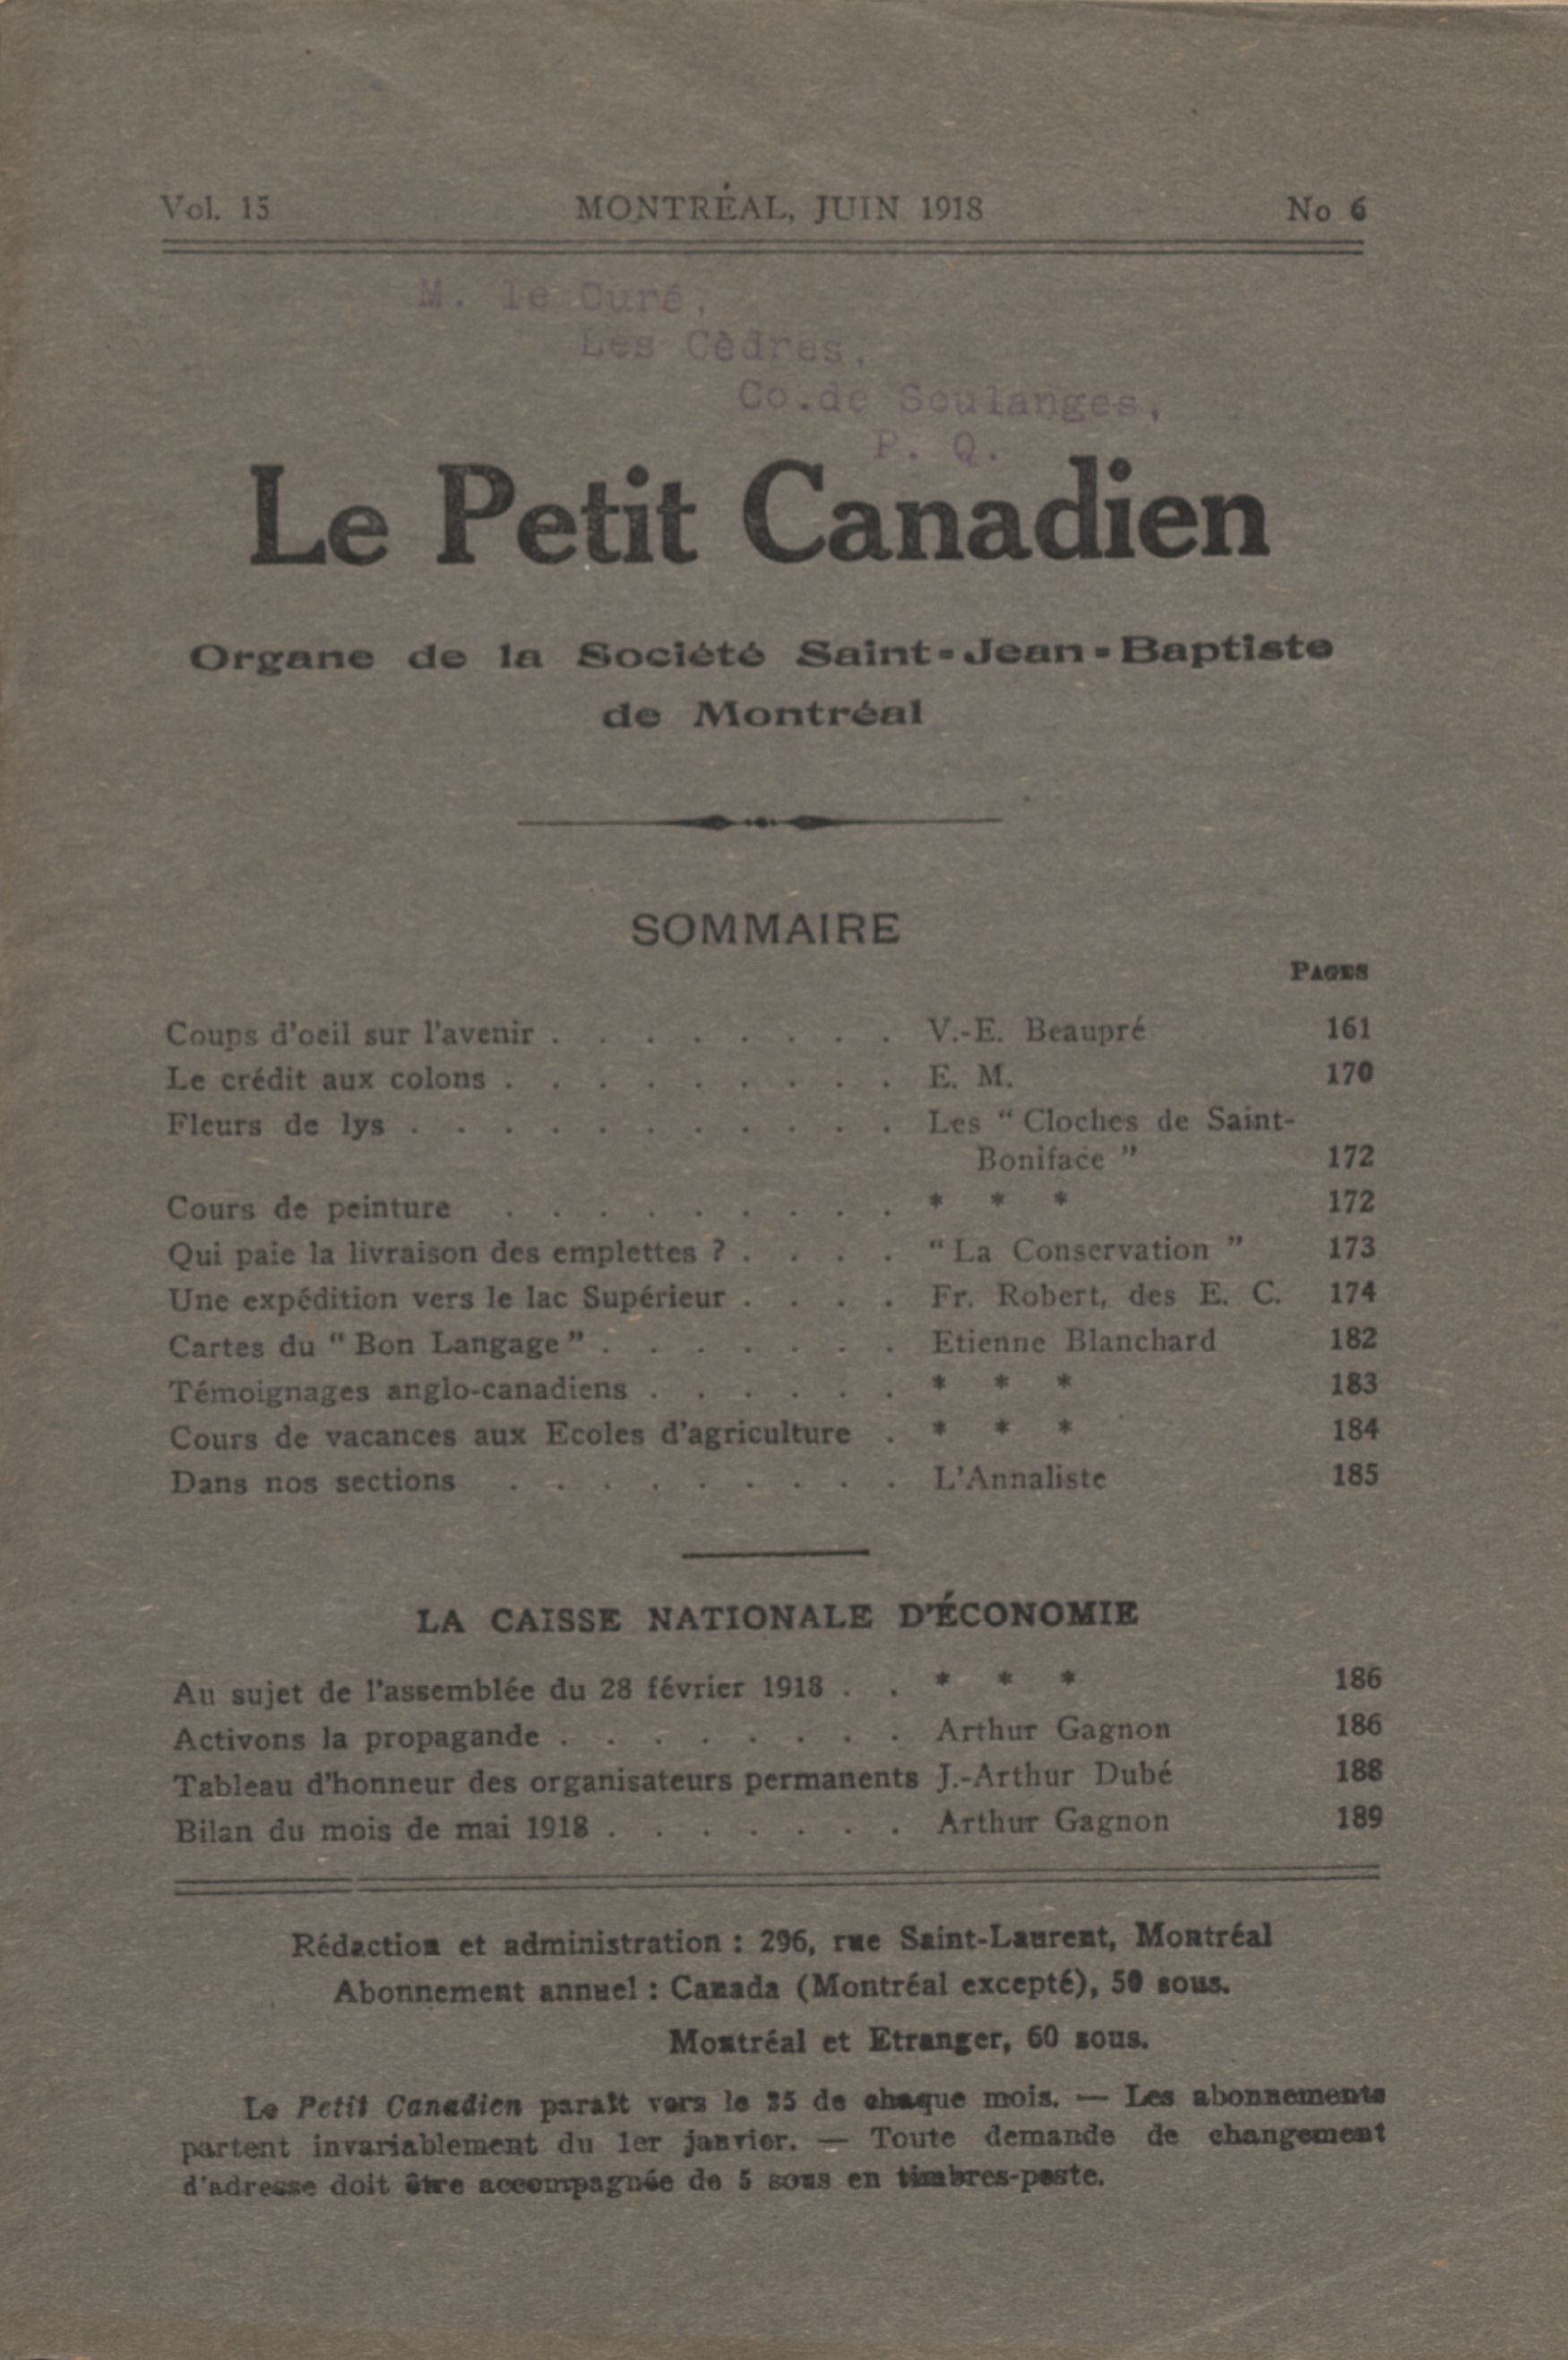 Vol. 15 MONTRÉAL, JUIN 1918 No 6
M. le Curé,
Les Cèdres,
Co.de Soulanges,
P. Q.
Le Petit Canadien
Organe de la Société Saint-Jean-Baptiste
de Montréal
SOMMAIRE
PAGES
Coups d'oeil sur l'avenir . . . . . . . . V.-E. Beaupré 161
Le crédit aux colons . . . . . . . . . E. M. 170
Fleurs de lys . . . . . . . . . . . Les " Cloches de Saint-
Boniface " 172
Cours de peinture . . . . . . . . . * * * 172
Qui paie la livraison des emplettes ? . . . . " La Conservation " 173
Une expédition vers le lac Supérieur . . . . Fr. Robert, des E. C. 174
Cartes du " Bon Langage " . . . . . . . Etienne Blanchard 182
Témoignages anglo-canadiens . . . . . . * * * 183
Cours de vacances aux Ecoles d'agriculture . * * * 184
Dans nos sections . . . . . . . . . L'Annaliste 185
LA CAISSE NATIONALE D'ÉCONOMIE
Au sujet de l'assemblée du 28 février 1918 . . * * * 186
Activons la propagande . . . . . . . . Arthur Gagnon 186
Tableau d'honneur des organisateurs permanents J.-Arthur Dubé 188
Bilan du mois de mai 1918 . . . . . . . Arthur Gagnon 189
Rédaction et administration : 296, rue Saint-Laurent, Montréal
Abonnement annuel : Canada (Montréal excepté), 50 sous.
Montréal et Etranger, 60 sous.
Le Petit Canadien paraît vers le 25 de chaque mois. — Les abonnements
partent invariablement du 1er janvier. — Toute demande de changement
d'adresse doit être accompagnée de 5 sous en timbres-poste.